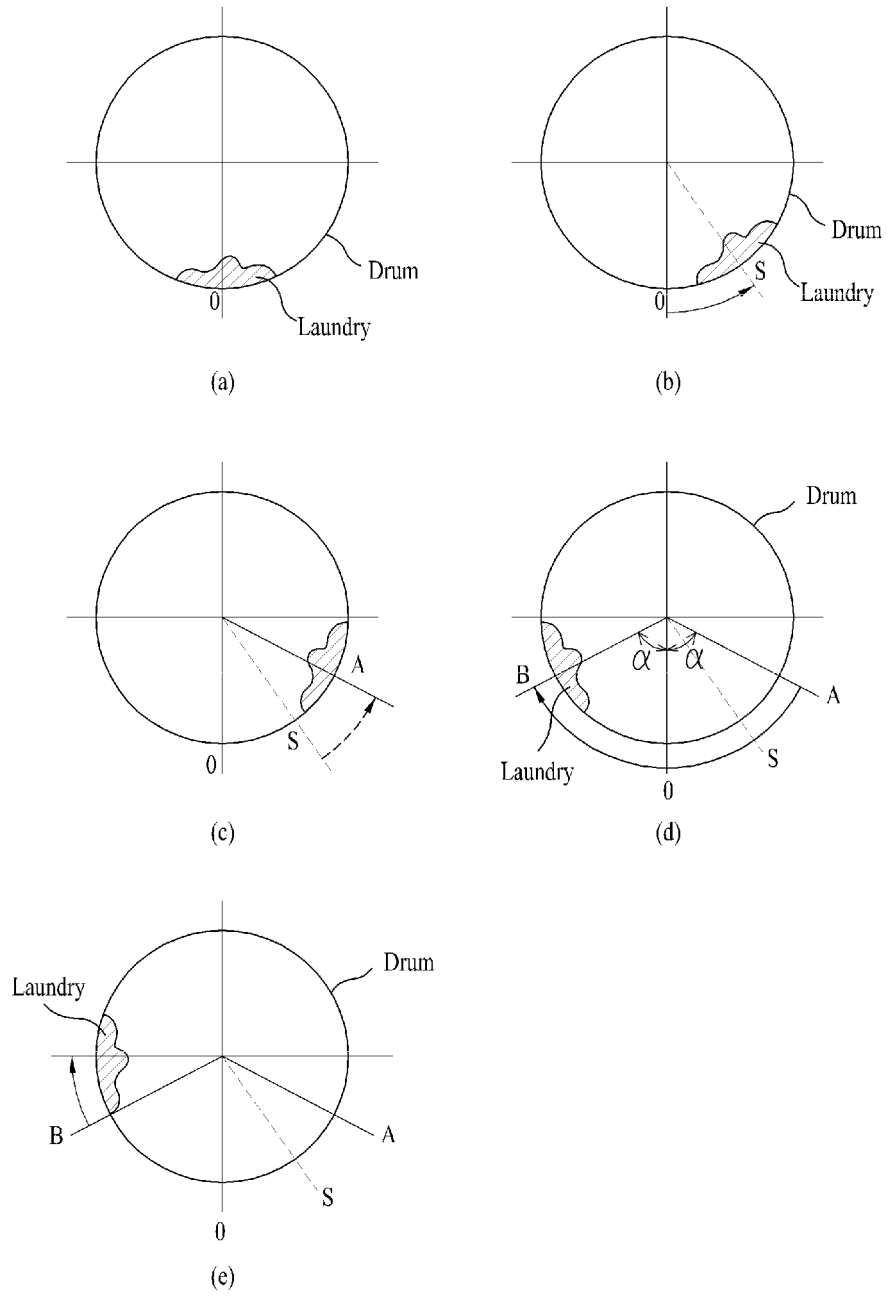 Drum
0
Laundry
(a)
Drum
S
0
Laundry
(b)
A
S
0
(c)
Drum
α α
B
A
S
Laundry
0
(d)
Drum
Laundry
B
A
S
0
(e)